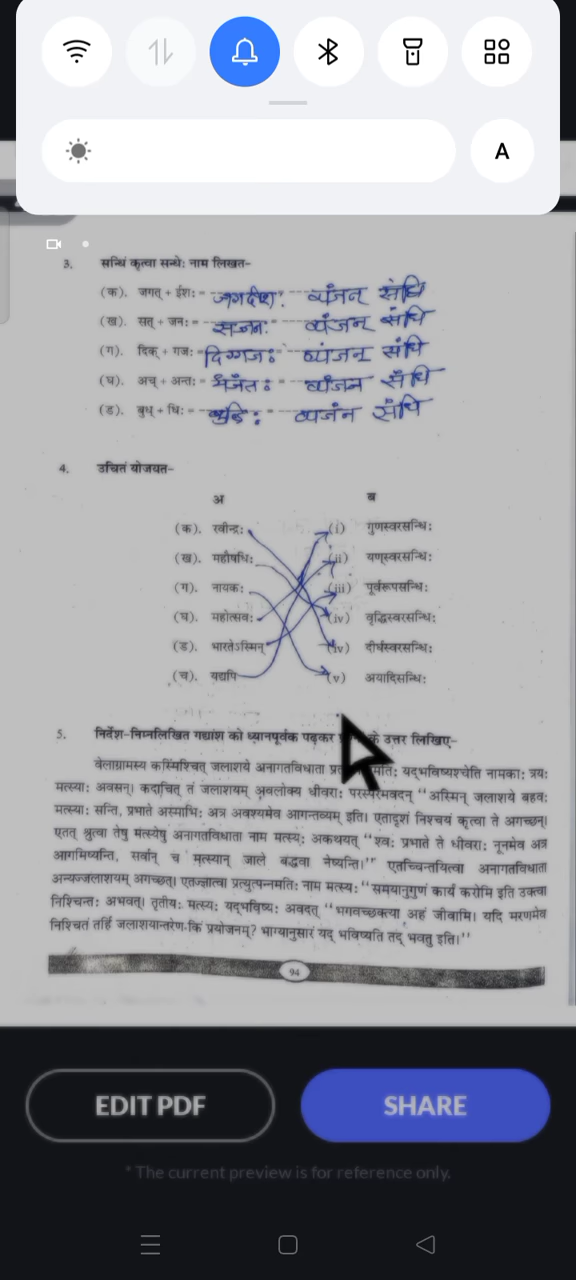 A
3. सन्धिं कृत्वा सन्धेः नाम लिखत–
(क). जगत् + ईशः = जगदीशः व्यंजन संधि
(ख). सत् + जनः = सज्जनः व्यंजन संधि
(ग). दिक् + गजः = दिग्गजः व्यंजन संधि
(घ). अच् + अन्तः = व्यंजन संधि
(ड). बुध् + धिः = व्यजंन संधि
4. उचितं योजयत–
अ ब
(क). रवीन्द्रः (i) गुणस्वरसन्धिः
(ख). महौषधिः (ii) यण्स्वरसन्धिः
(ग). नायकः (iii) पूर्वरूपसन्धिः
(घ). महोत्सवः (iv) वृद्धिस्वरसन्धिः
(ड). भारतेऽस्मिन् (iv) दीर्घस्वरसन्धिः
(च). यद्यपि (v) अयादिसन्धिः
5. निर्देश–निम्नलिखित गद्यांश को ध्यानपूर्वक पढ़कर के उत्तर लिखिए–
वेलाग्रामस्य कस्मिश्चित् जलाशये अनागतविधाता यद्भविष्यश्चेति नामकाः त्रयः
मत्स्याः अवसन्। कदाचित् तं जलाशयम् अवलोक्य धीवराः परस्परमवदन् “अस्मिन् जलाशये बहवः
मत्स्याः सन्ति, प्रभाते अस्माभिः अत्र अवश्यमेव आगन्तव्यम् इति। एतादृशं निश्चयं कृत्वा ते अगच्छन्।
एतत् श्रुत्वा तेषु मत्स्येषु अनागतविधाता नाम मत्स्यः अकथयत् “श्वः प्रभाते ते धीवराः नूनमेव अत्र
आगमिष्यन्ति, सर्वान् च मत्स्यान् जाले बद्धवा नेष्यन्ति।” एतच्चिन्तयित्वा अनागतविधाता
अन्यज्जलाशयम् अगच्छत्। एतज्ज्ञात्वा प्रत्युत्पन्नमतिः नाम मत्स्यः “समयानुगुणं कार्यं करोमि इति उक्त्वा
निश्चिन्तः अभवत्। तृतीयः मत्स्यः यद्भविष्यः अवदत् “भगवच्छक्त्या अहं जीवामि। यदि मरणमेव
निश्चितं तर्हि जलाशयान्तरेण किं प्रयोजनम्? भाग्यानुसारं यद् भविष्यति तद् भवतु इति।”
94
EDIT PDF SHARE
* The current preview is for reference only.